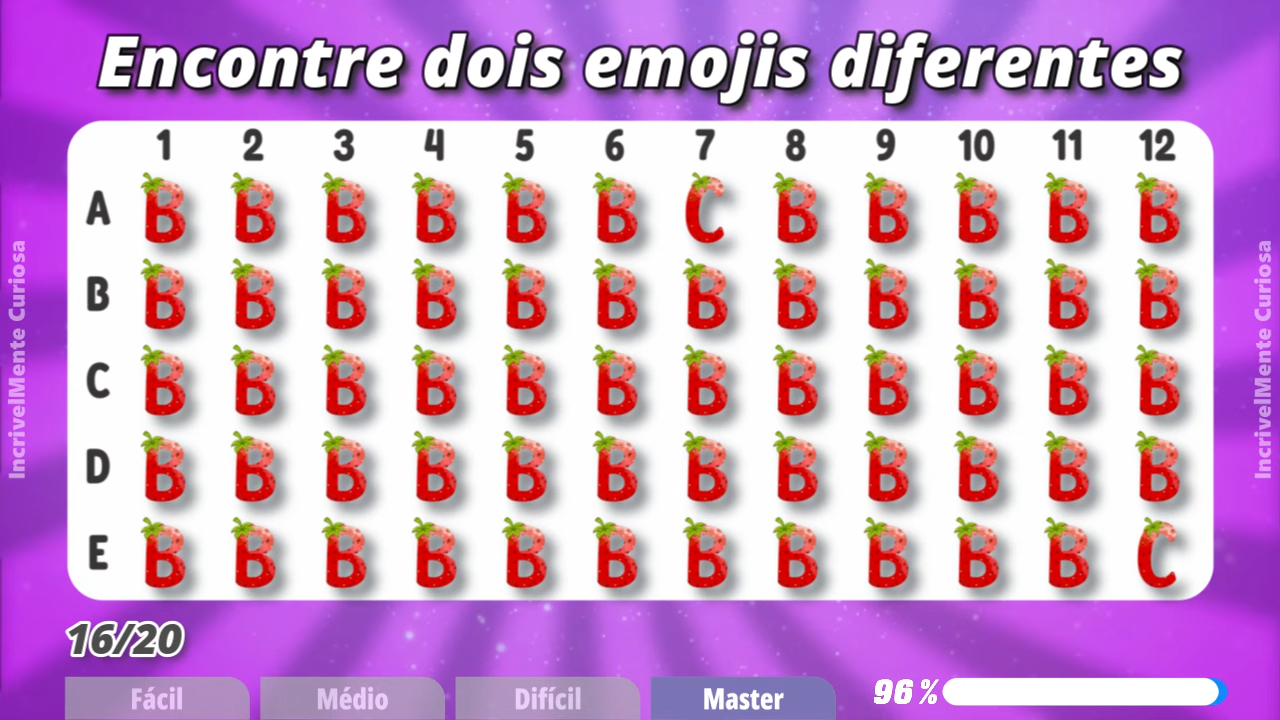 Encontre dois emojis diferentes
1 2 3 4 5 6 7 8 9 10 11 12
A B B B B B B C B B B B B
B B B B B B B B B B B B B
C B B B B B B B B B B B B
D B B B B B B B B B B B B
E B B B B B B B B B B B C
IncrivelMente Curiosa
IncrivelMente Curiosa
16/20
Fácil Médio Difícil Master 96%